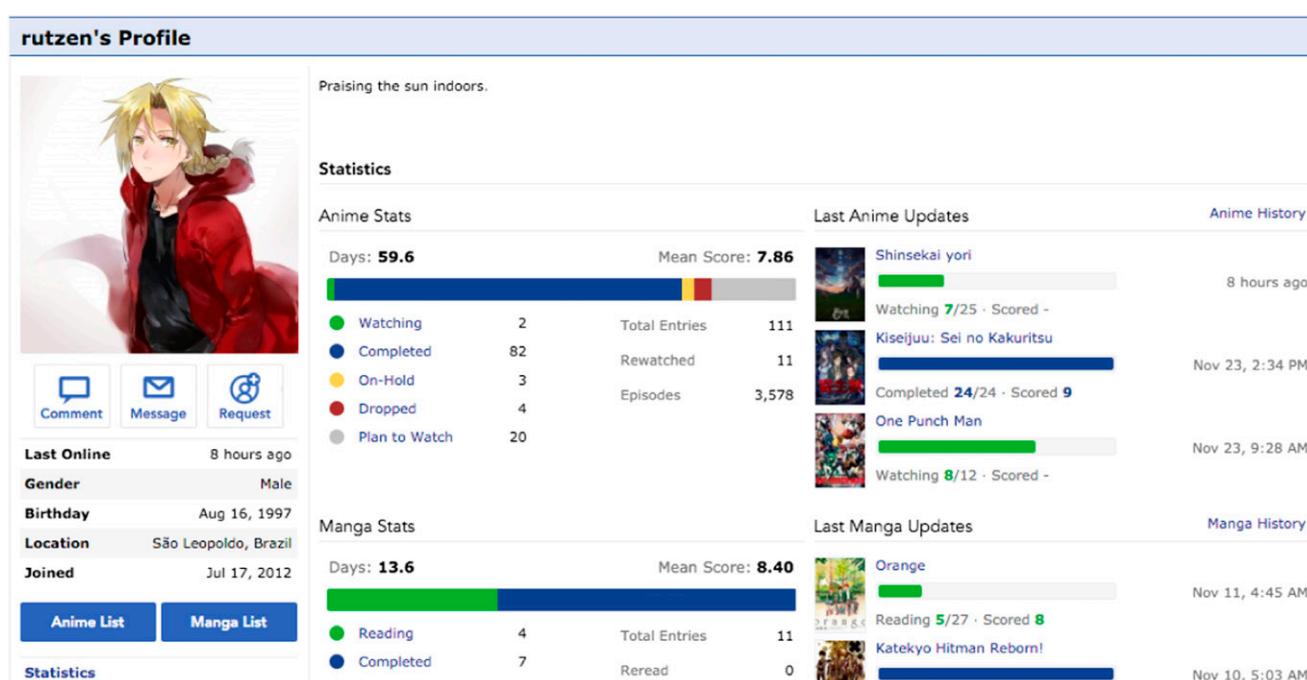 rutzen's Profile
Praising the sun indoors.
Statistics
Anime Stats
Days: 59.6 Mean Score: 7.86
Watching 2
Completed 82
On-Hold 3
Dropped 4
Plan to Watch 20
Total Entries 111
Rewatched 11
Episodes 3,578
Last Anime Updates Anime History
Shinsekai yori
8 hours ago
Watching 7/25 · Scored -
Kiseijuu: Sei no Kakuritsu
Nov 23, 2:34 PM
Completed 24/24 · Scored 9
One Punch Man
Nov 23, 9:28 AM
Watching 8/12 · Scored -
Comment Message Request
Last Online 8 hours ago
Gender Male
Birthday Aug 16, 1997
Location São Leopoldo, Brazil
Joined Jul 17, 2012
Anime List Manga List
Statistics
Manga Stats
Days: 13.6 Mean Score: 8.40
Reading 4
Completed 7
Total Entries 11
Reread 0
Last Manga Updates Manga History
Orange
Nov 11, 4:45 AM
Reading 5/27 · Scored 8
Katekyo Hitman Reborn!
Nov 10, 5:03 AM
orange